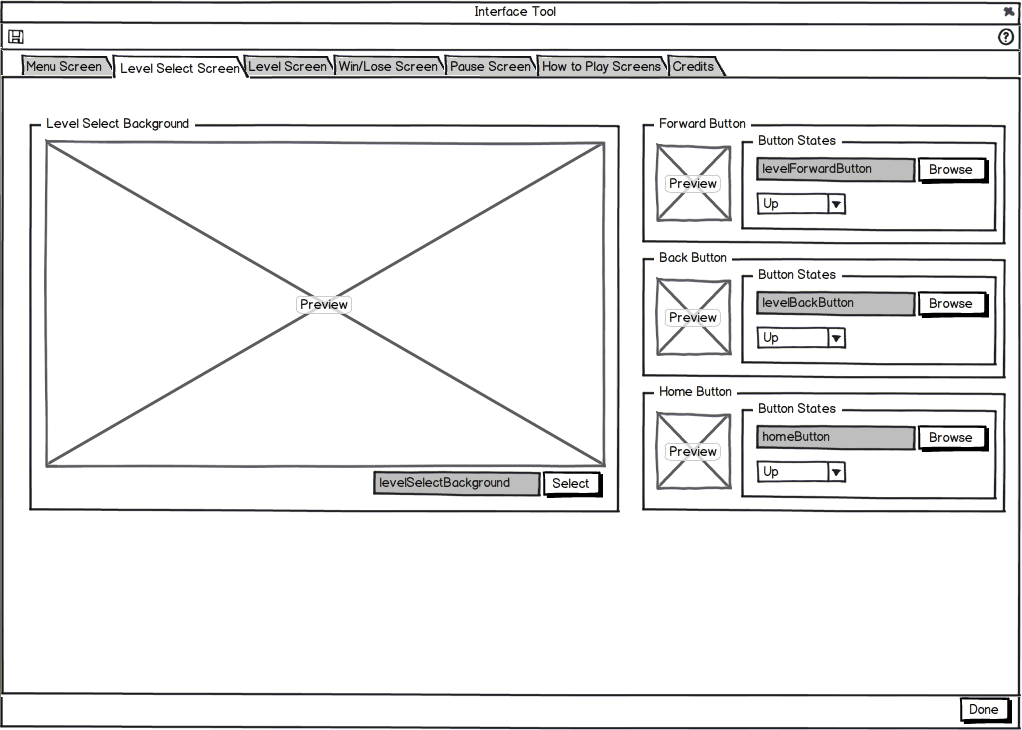 Interface Tool
?
Menu Screen
Level Select Screen
Level Screen
Win/Lose Screen
Pause Screen
How to Play Screens
Credits
Level Select Background
Preview
levelSelectBackground
Select
Forward Button
Preview
Button States
levelForwardButton
Browse
Up
Back Button
Preview
Button States
levelBackButton
Browse
Up
Home Button
Preview
Button States
homeButton
Browse
Up
Done